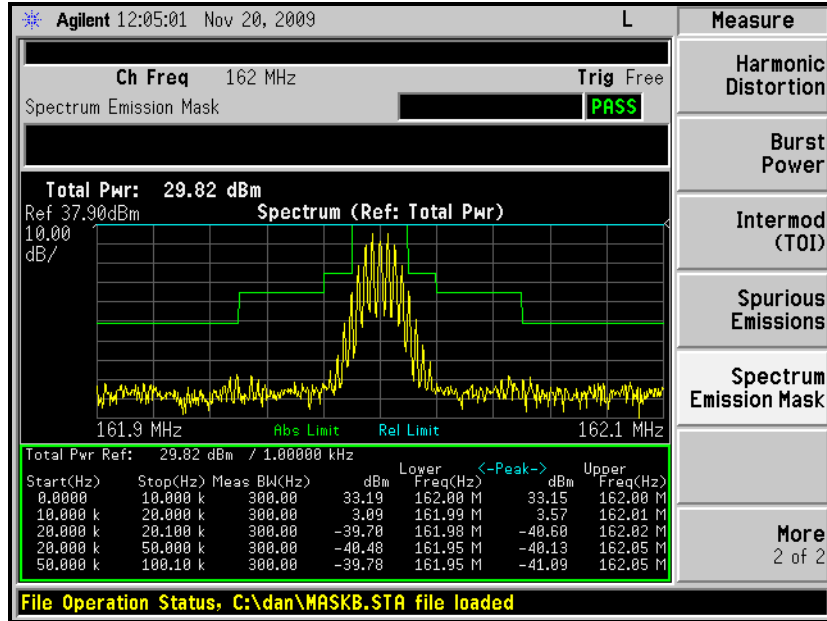 Agilent 12:05:01 Nov 20, 2009 L
Measure
Ch Freq 162 MHz Trig Free
Spectrum Emission Mask PASS
Total Pwr: 29.82 dBm
Ref 37.90dBm Spectrum (Ref: Total Pwr)
10.00
dB/
161.9 MHz Abs Limit Rel Limit 162.1 MHz
Total Pwr Ref: 29.82 dBm / 1.00000 kHz
Lower <-Peak-> Upper
Start(Hz) Stop(Hz) Meas BW(Hz) dBm Freq(Hz) dBm Freq(Hz)
0.0000 10.000 k 300.00 33.19 162.00 M 33.15 162.00 M
10.000 k 20.000 k 300.00 3.09 161.99 M 3.57 162.01 M
20.000 k 20.100 k 300.00 -39.70 161.98 M -40.60 162.02 M
20.000 k 50.000 k 300.00 -40.48 161.95 M -40.13 162.05 M
50.000 k 100.10 k 300.00 -39.78 161.95 M -41.09 162.05 M
File Operation Status, C:\dan\MASKB.STA file loaded
Harmonic
Distortion
Burst
Power
Intermod
(TOI)
Spurious
Emissions
Spectrum
Emission Mask
More
2 of 2